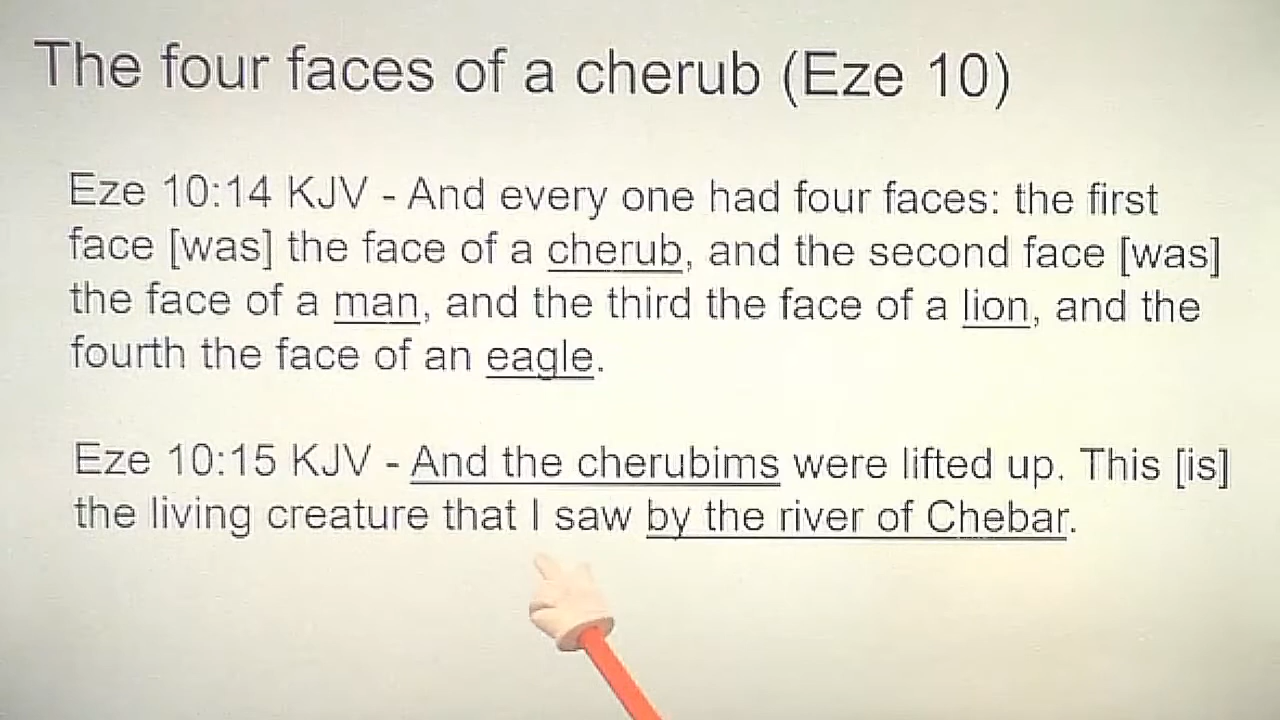 The four faces of a cherub (Eze 10)
Eze 10:14 KJV - And every one had four faces: the first
face [was] the face of a cherub, and the second face [was]
the face of a man, and the third the face of a lion, and the
fourth the face of an eagle.
Eze 10:15 KJV - And the cherubims were lifted up. This [is]
the living creature that I saw by the river of Chebar.